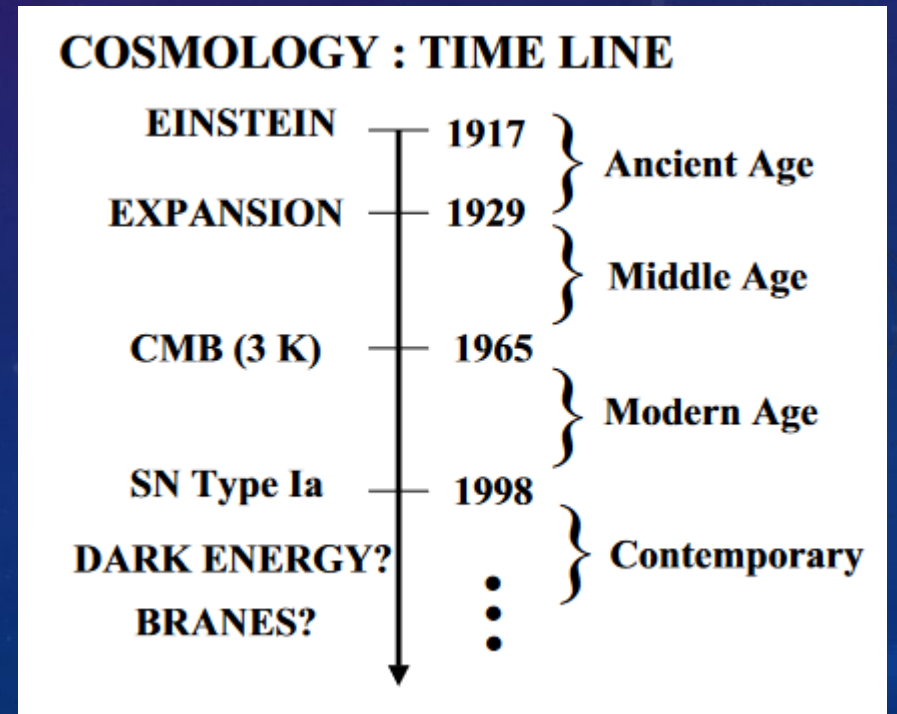 COSMOLOGY : TIME LINE
EINSTEIN 1917
Ancient Age
EXPANSION 1929
Middle Age
CMB (3 K) 1965
Modern Age
SN Type Ia 1998
DARK ENERGY? Contemporary
BRANES?